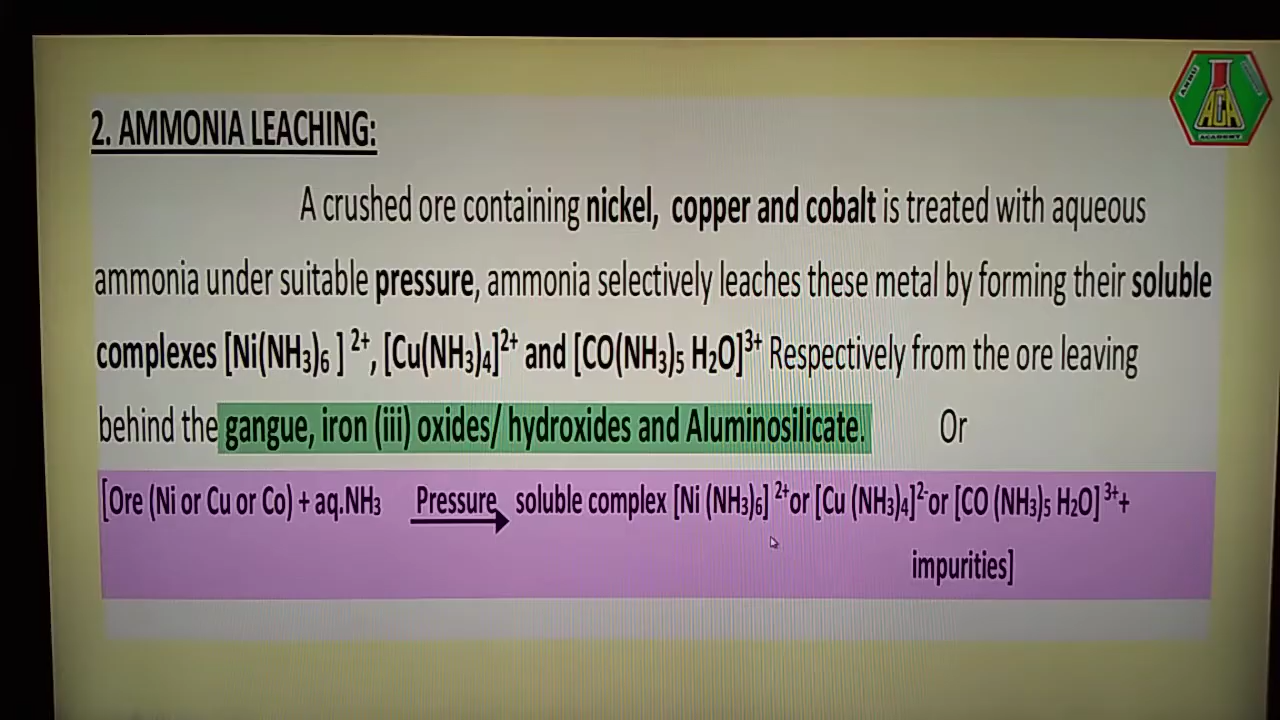 2. AMMONIA LEACHING:
A crushed ore containing nickel, copper and cobalt is treated with aqueous
ammonia under suitable pressure, ammonia selectively leaches these metal by forming their soluble
complexes [Ni(NH₃)₆ ] ²⁺, [Cu(NH₃)₄]²⁺ and [CO(NH₃)₅ H₂O]³⁺ Respectively from the ore leaving
behind the gangue, iron (iii) oxides/ hydroxides and Aluminosilicate. Or
[Ore (Ni or Cu or Co) + aq.NH₃ Pressure soluble complex [Ni (NH₃)₆] ²⁺or [Cu (NH₃)₄]²⁻or [CO (NH₃)₅ H₂O] ³⁺+
impurities]
AGA
ACADEMY